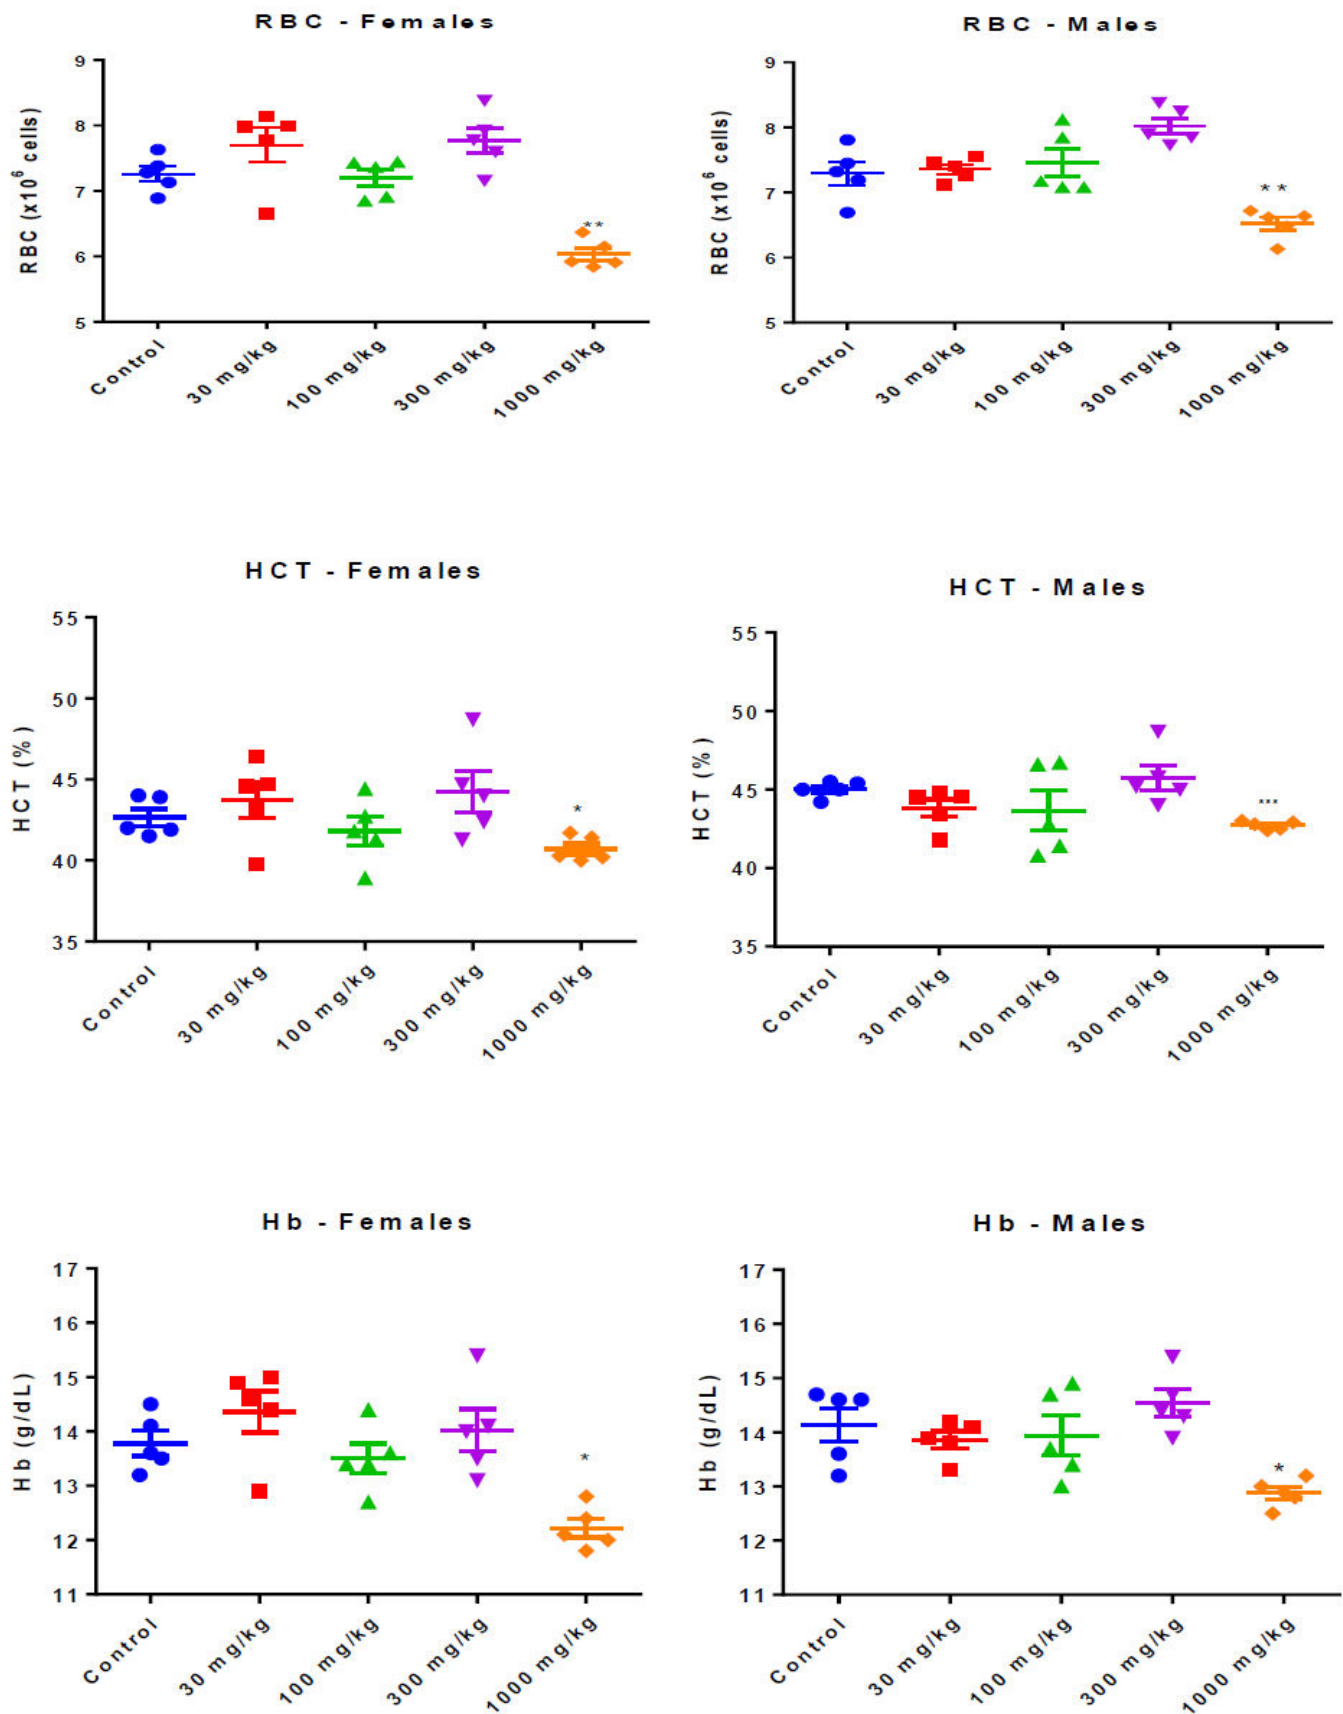 RBC - Females
RBC (x10⁶ cells)
9
8
7
6
5
**
Control
30 mg/kg
100 mg/kg
300 mg/kg
1000 mg/kg
RBC - Males
RBC (x10⁶ cells)
9
8
7
6
5
**
Control
30 mg/kg
100 mg/kg
300 mg/kg
1000 mg/kg
HCT - Females
HCT (%)
55
50
45
40
35
*
Control
30 mg/kg
100 mg/kg
300 mg/kg
1000 mg/kg
HCT - Males
HCT (%)
55
50
45
40
35
***
Control
30 mg/kg
100 mg/kg
300 mg/kg
1000 mg/kg
Hb - Females
Hb (g/dL)
17
16
15
14
13
12
11
*
Control
30 mg/kg
100 mg/kg
300 mg/kg
1000 mg/kg
Hb - Males
Hb (g/dL)
17
16
15
14
13
12
11
*
Control
30 mg/kg
100 mg/kg
300 mg/kg
1000 mg/kg